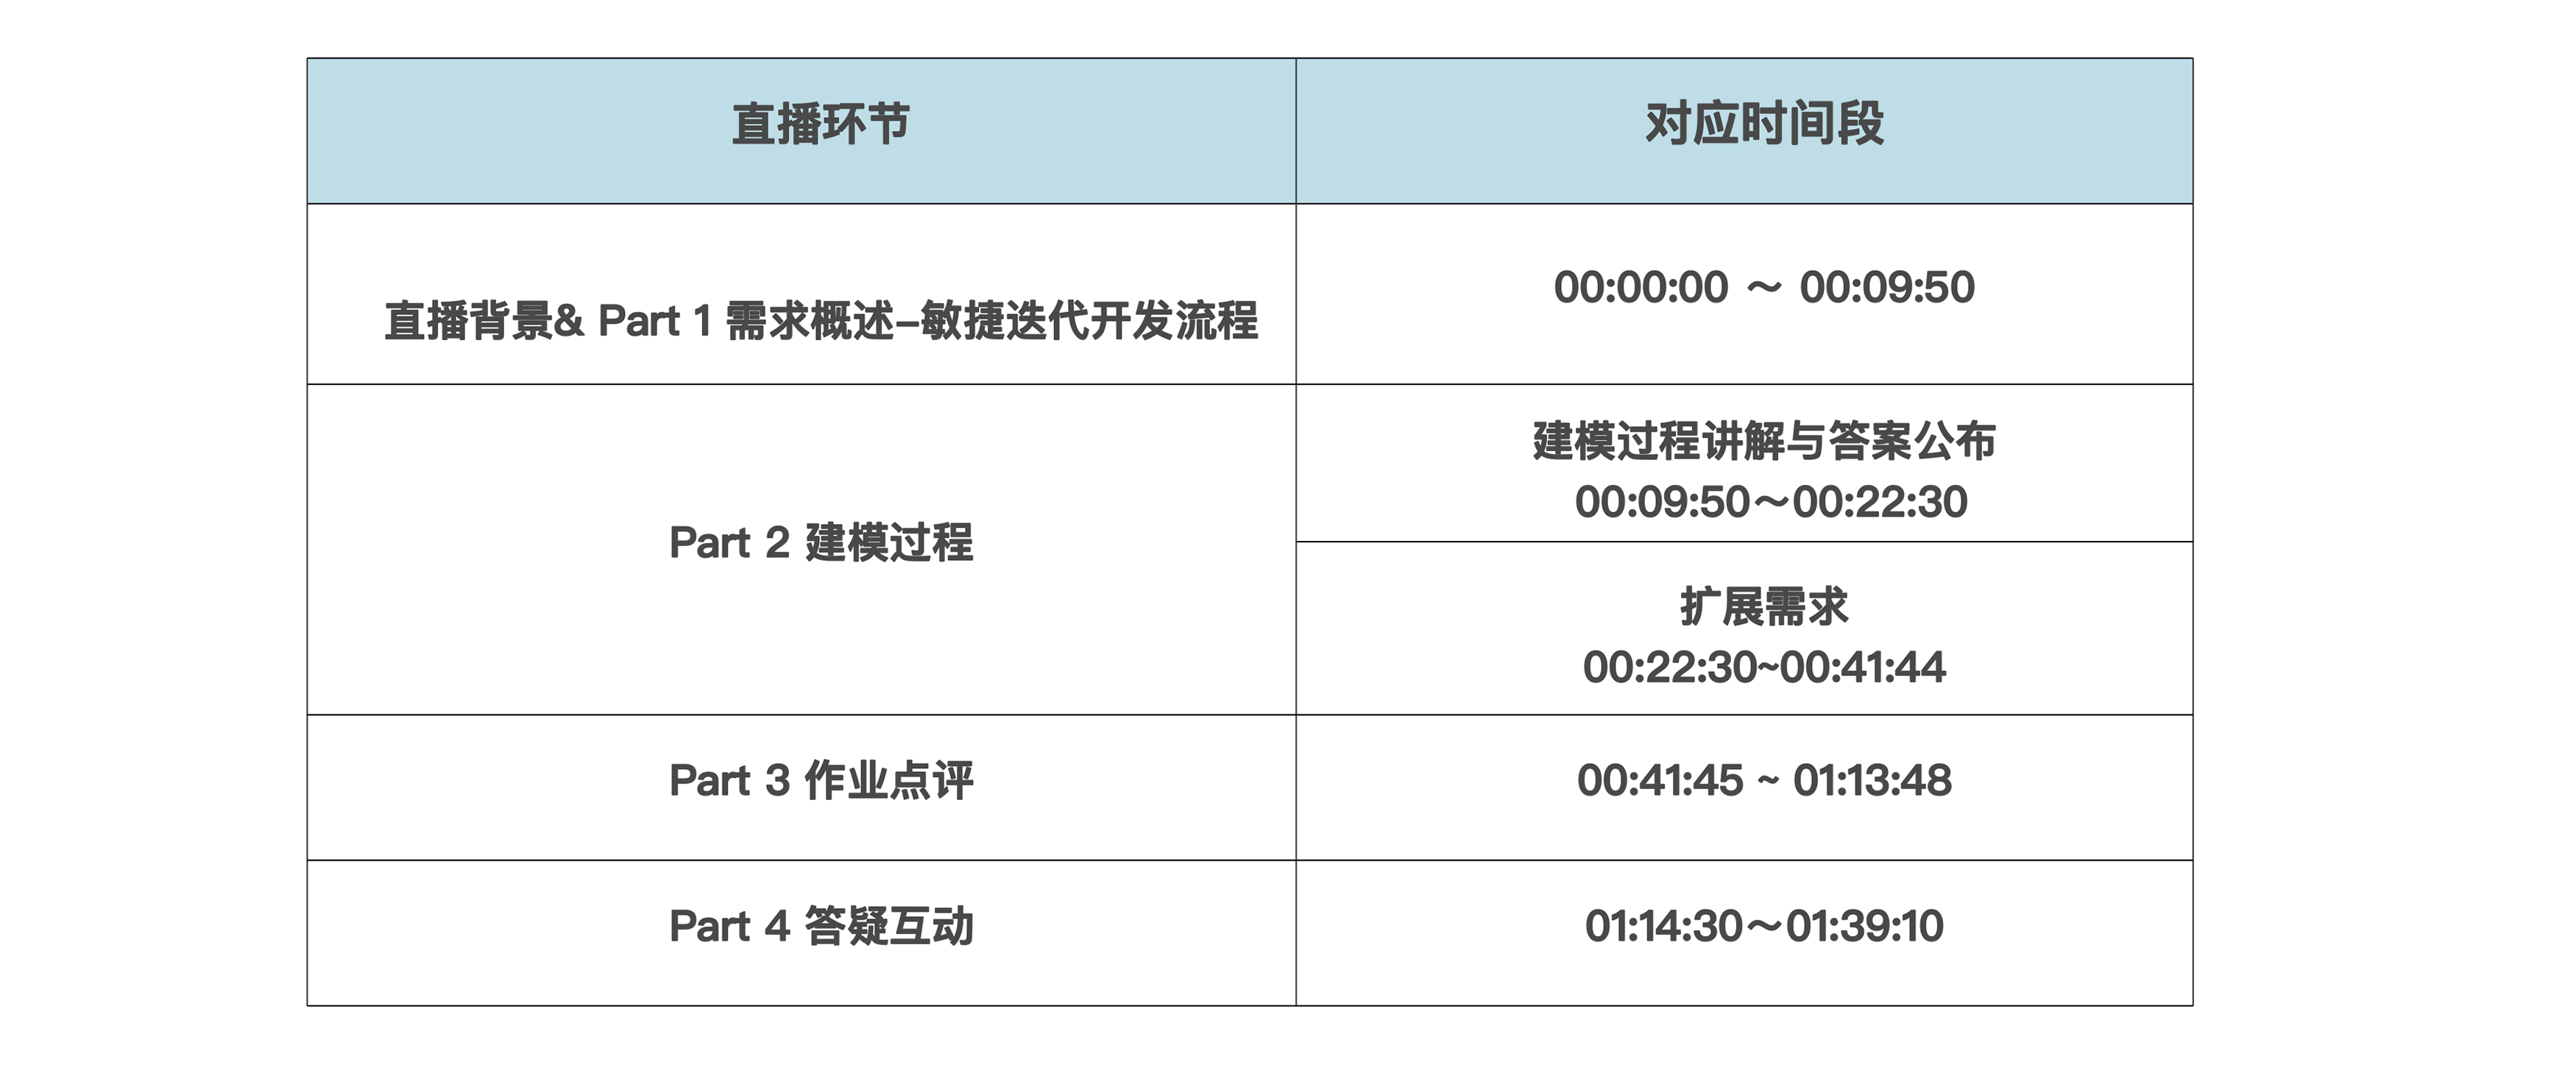 直播环节
对应时间段
直播背景& Part 1 需求概述-敏捷迭代开发流程
00:00:00 ～ 00:09:50
Part 2 建模过程
建模过程讲解与答案公布
00:09:50～00:22:30
扩展需求
00:22:30~00:41:44
Part 3 作业点评
00:41:45 ~ 01:13:48
Part 4 答疑互动
01:14:30～01:39:10